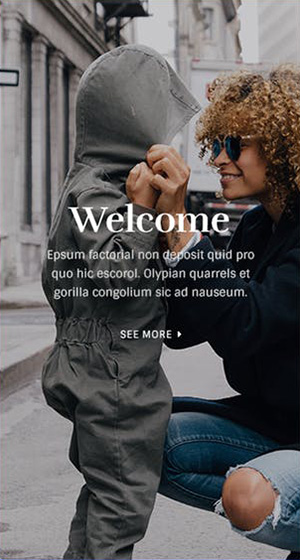 Welcome
Epsum factorial non deposit quid pro
quo hic escorol. Olypian quarrels et
gorilla congolium sic ad nauseum.
SEE MORE